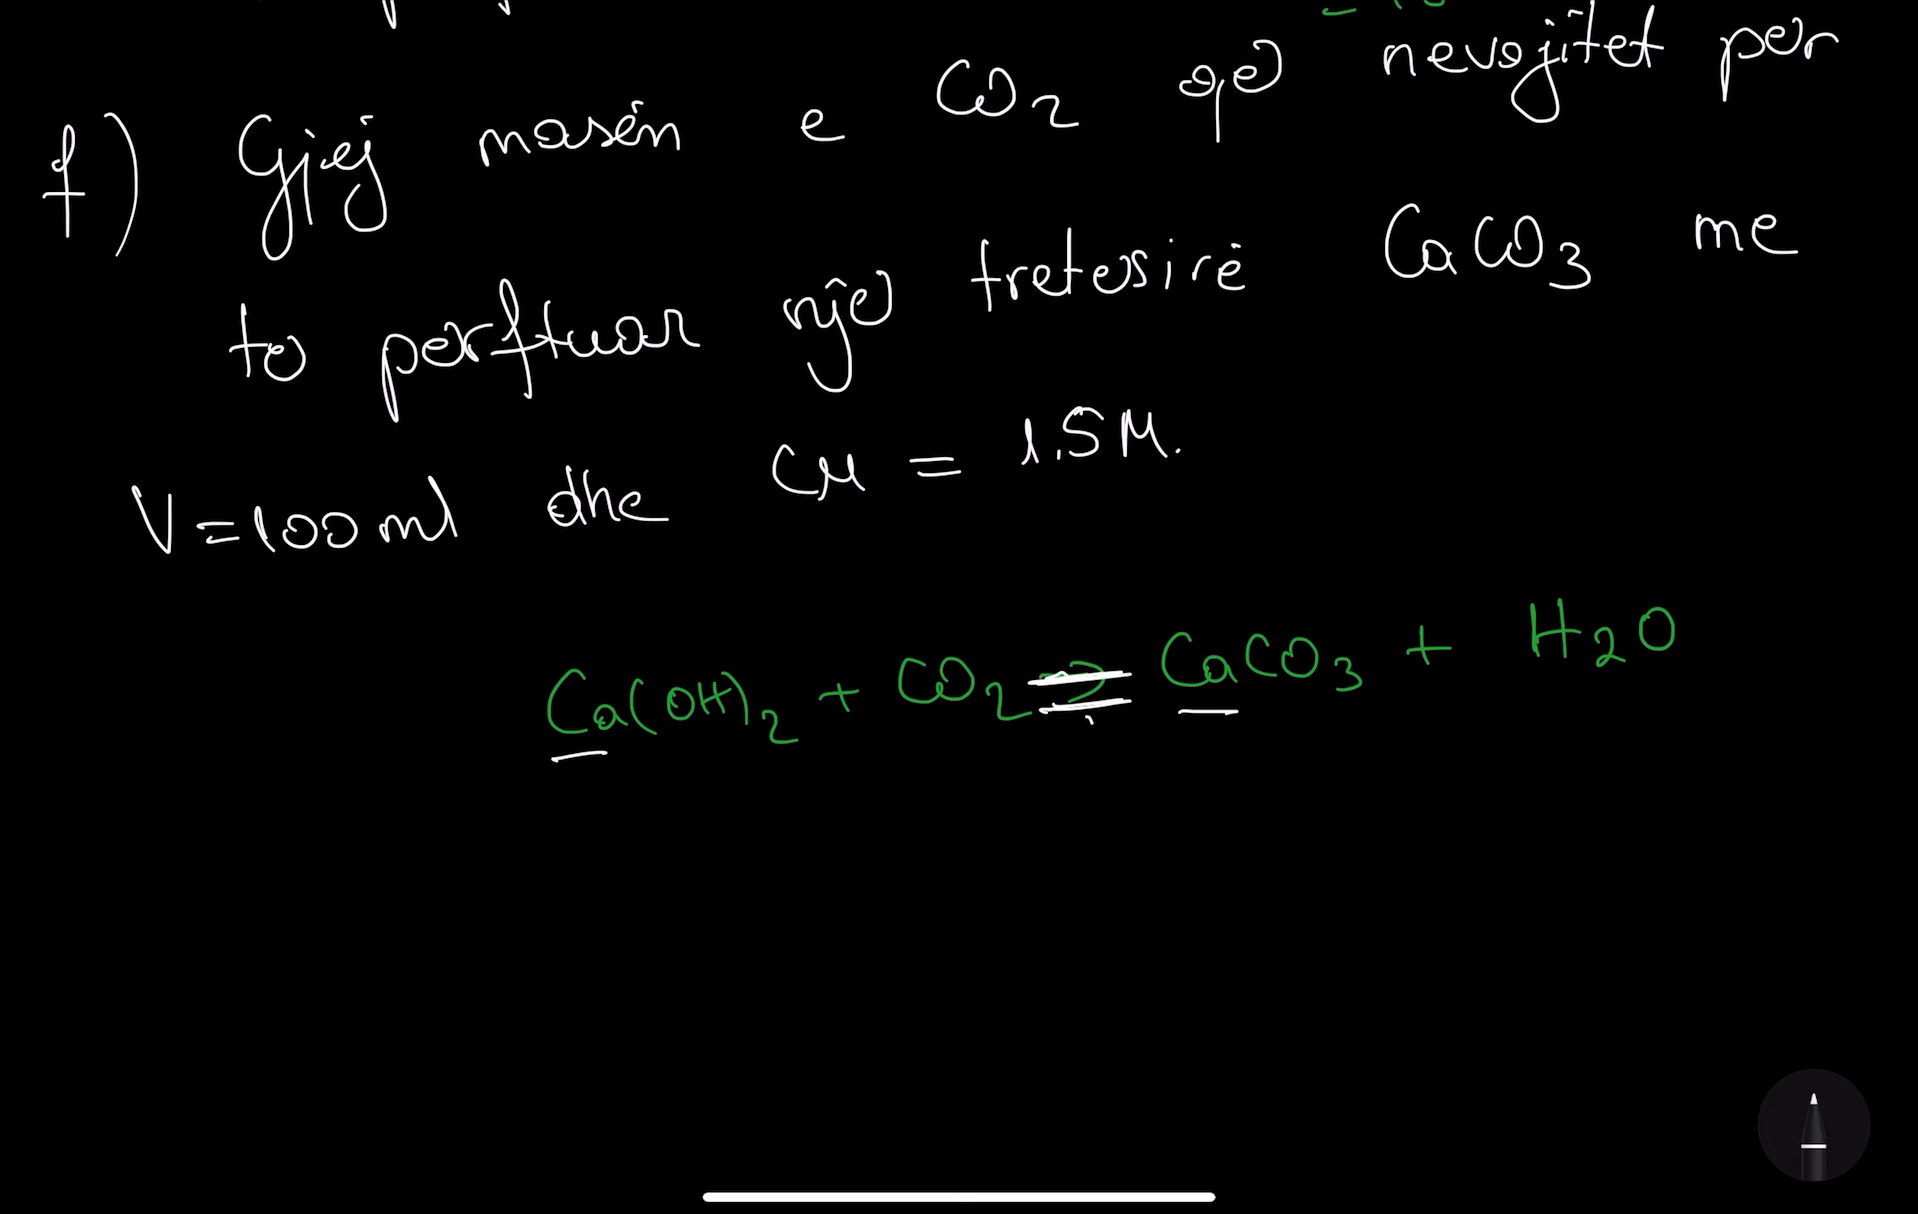 f) Gjej masën e CO2 që nevojitet për
të përftuar një tretësirë CaCO3 me
V=100ml dhe CM = 1.5M.
Ca(OH)2 + CO2 ⇒ CaCO3 + H2O